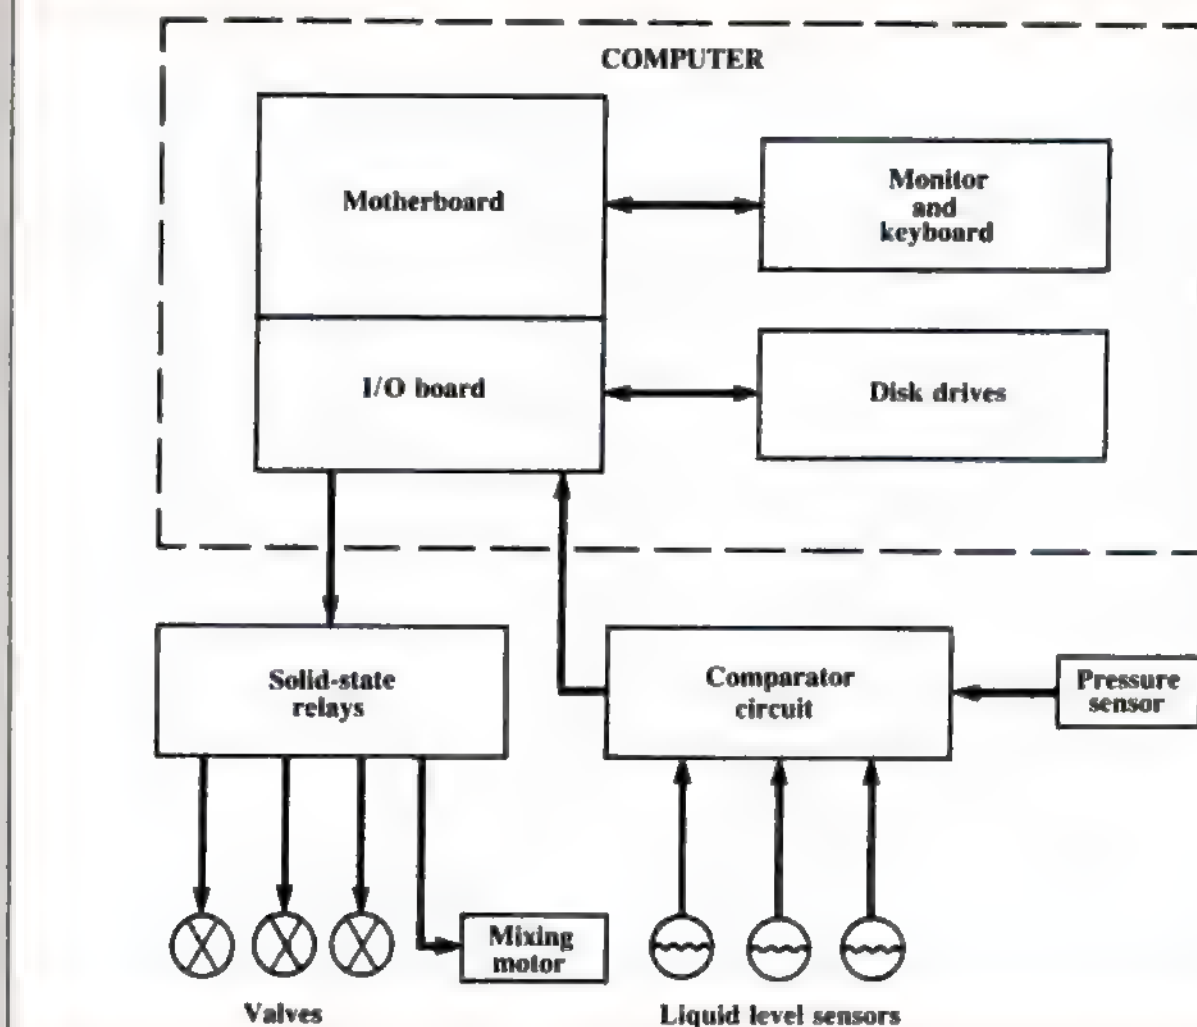 COMPUTER
Motherboard
Monitor
and
keyboard
I/O board
Disk drives
Solid-state
relays
Comparator
circuit
Pressure
sensor
Mixing
motor
Valves
Liquid level sensors